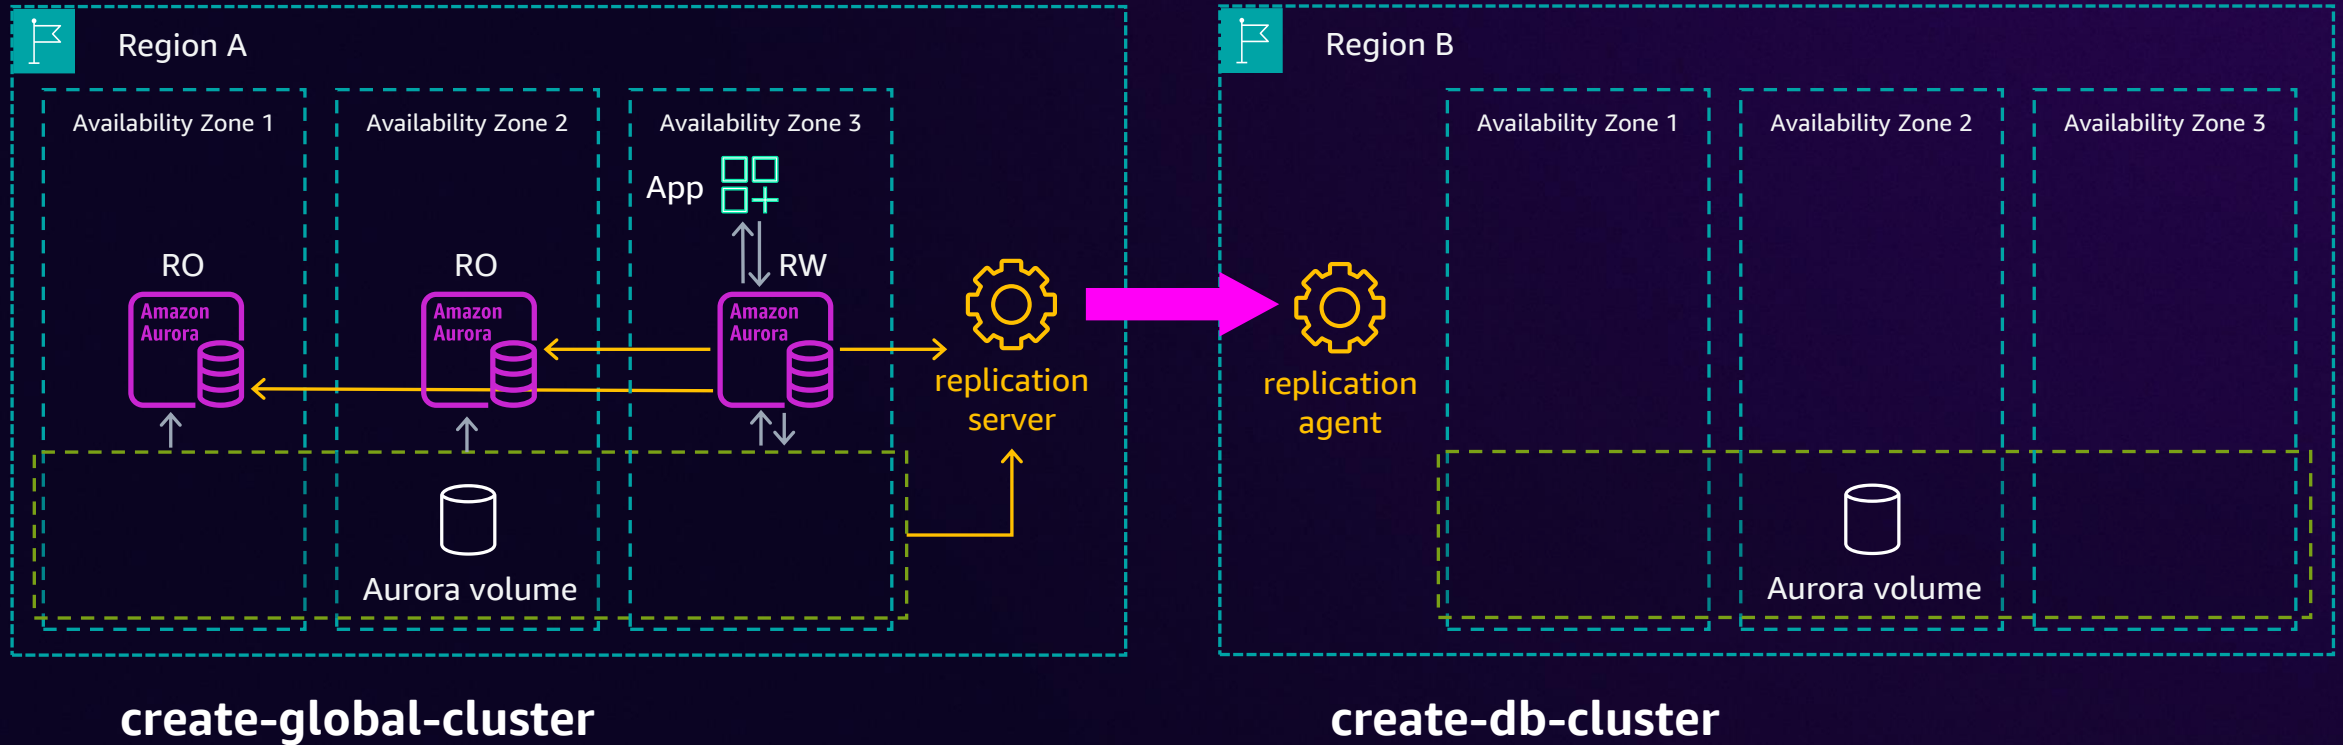 Region A
Availability Zone 1
Availability Zone 2
Availability Zone 3
App
RO
RO
RW
Amazon
Aurora
Amazon
Aurora
Amazon
Aurora
replication
server
Aurora volume
create-global-cluster
Region B
Availability Zone 1
Availability Zone 2
Availability Zone 3
replication
agent
Aurora volume
create-db-cluster